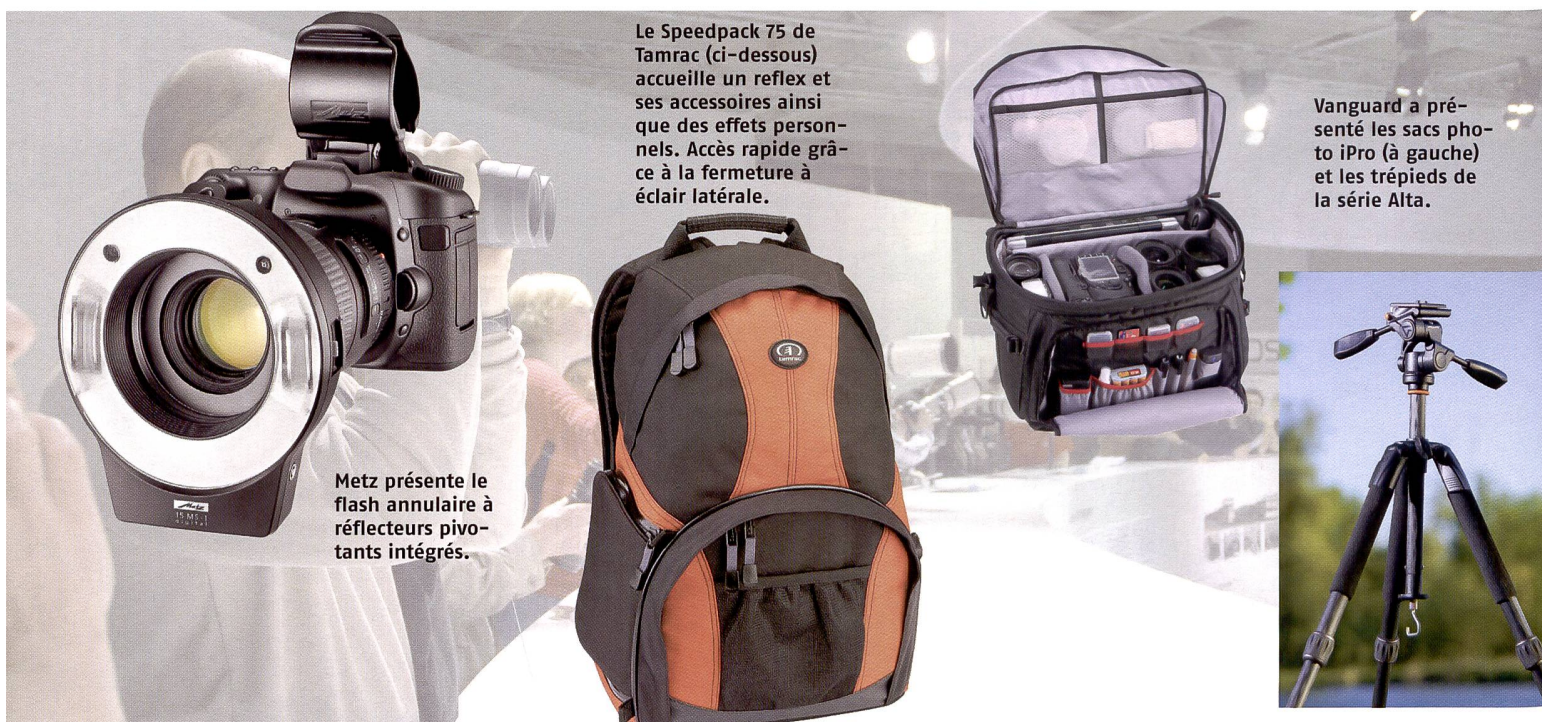 Metz
Metz
15 MS-1
digital
Metz présente le
flash annulaire à
réflecteurs pivo-
tants intégrés.
Le Speedpack 75 de
Tamrac (ci-dessous)
accueille un reflex et
ses accessoires ainsi
que des effets person-
nels. Accès rapide grâ-
ce à la fermeture à
éclair latérale.
TAMRAC
Vanguard a pré-
senté les sacs pho-
to iPro (à gauche)
et les trépieds de
la série Alta.